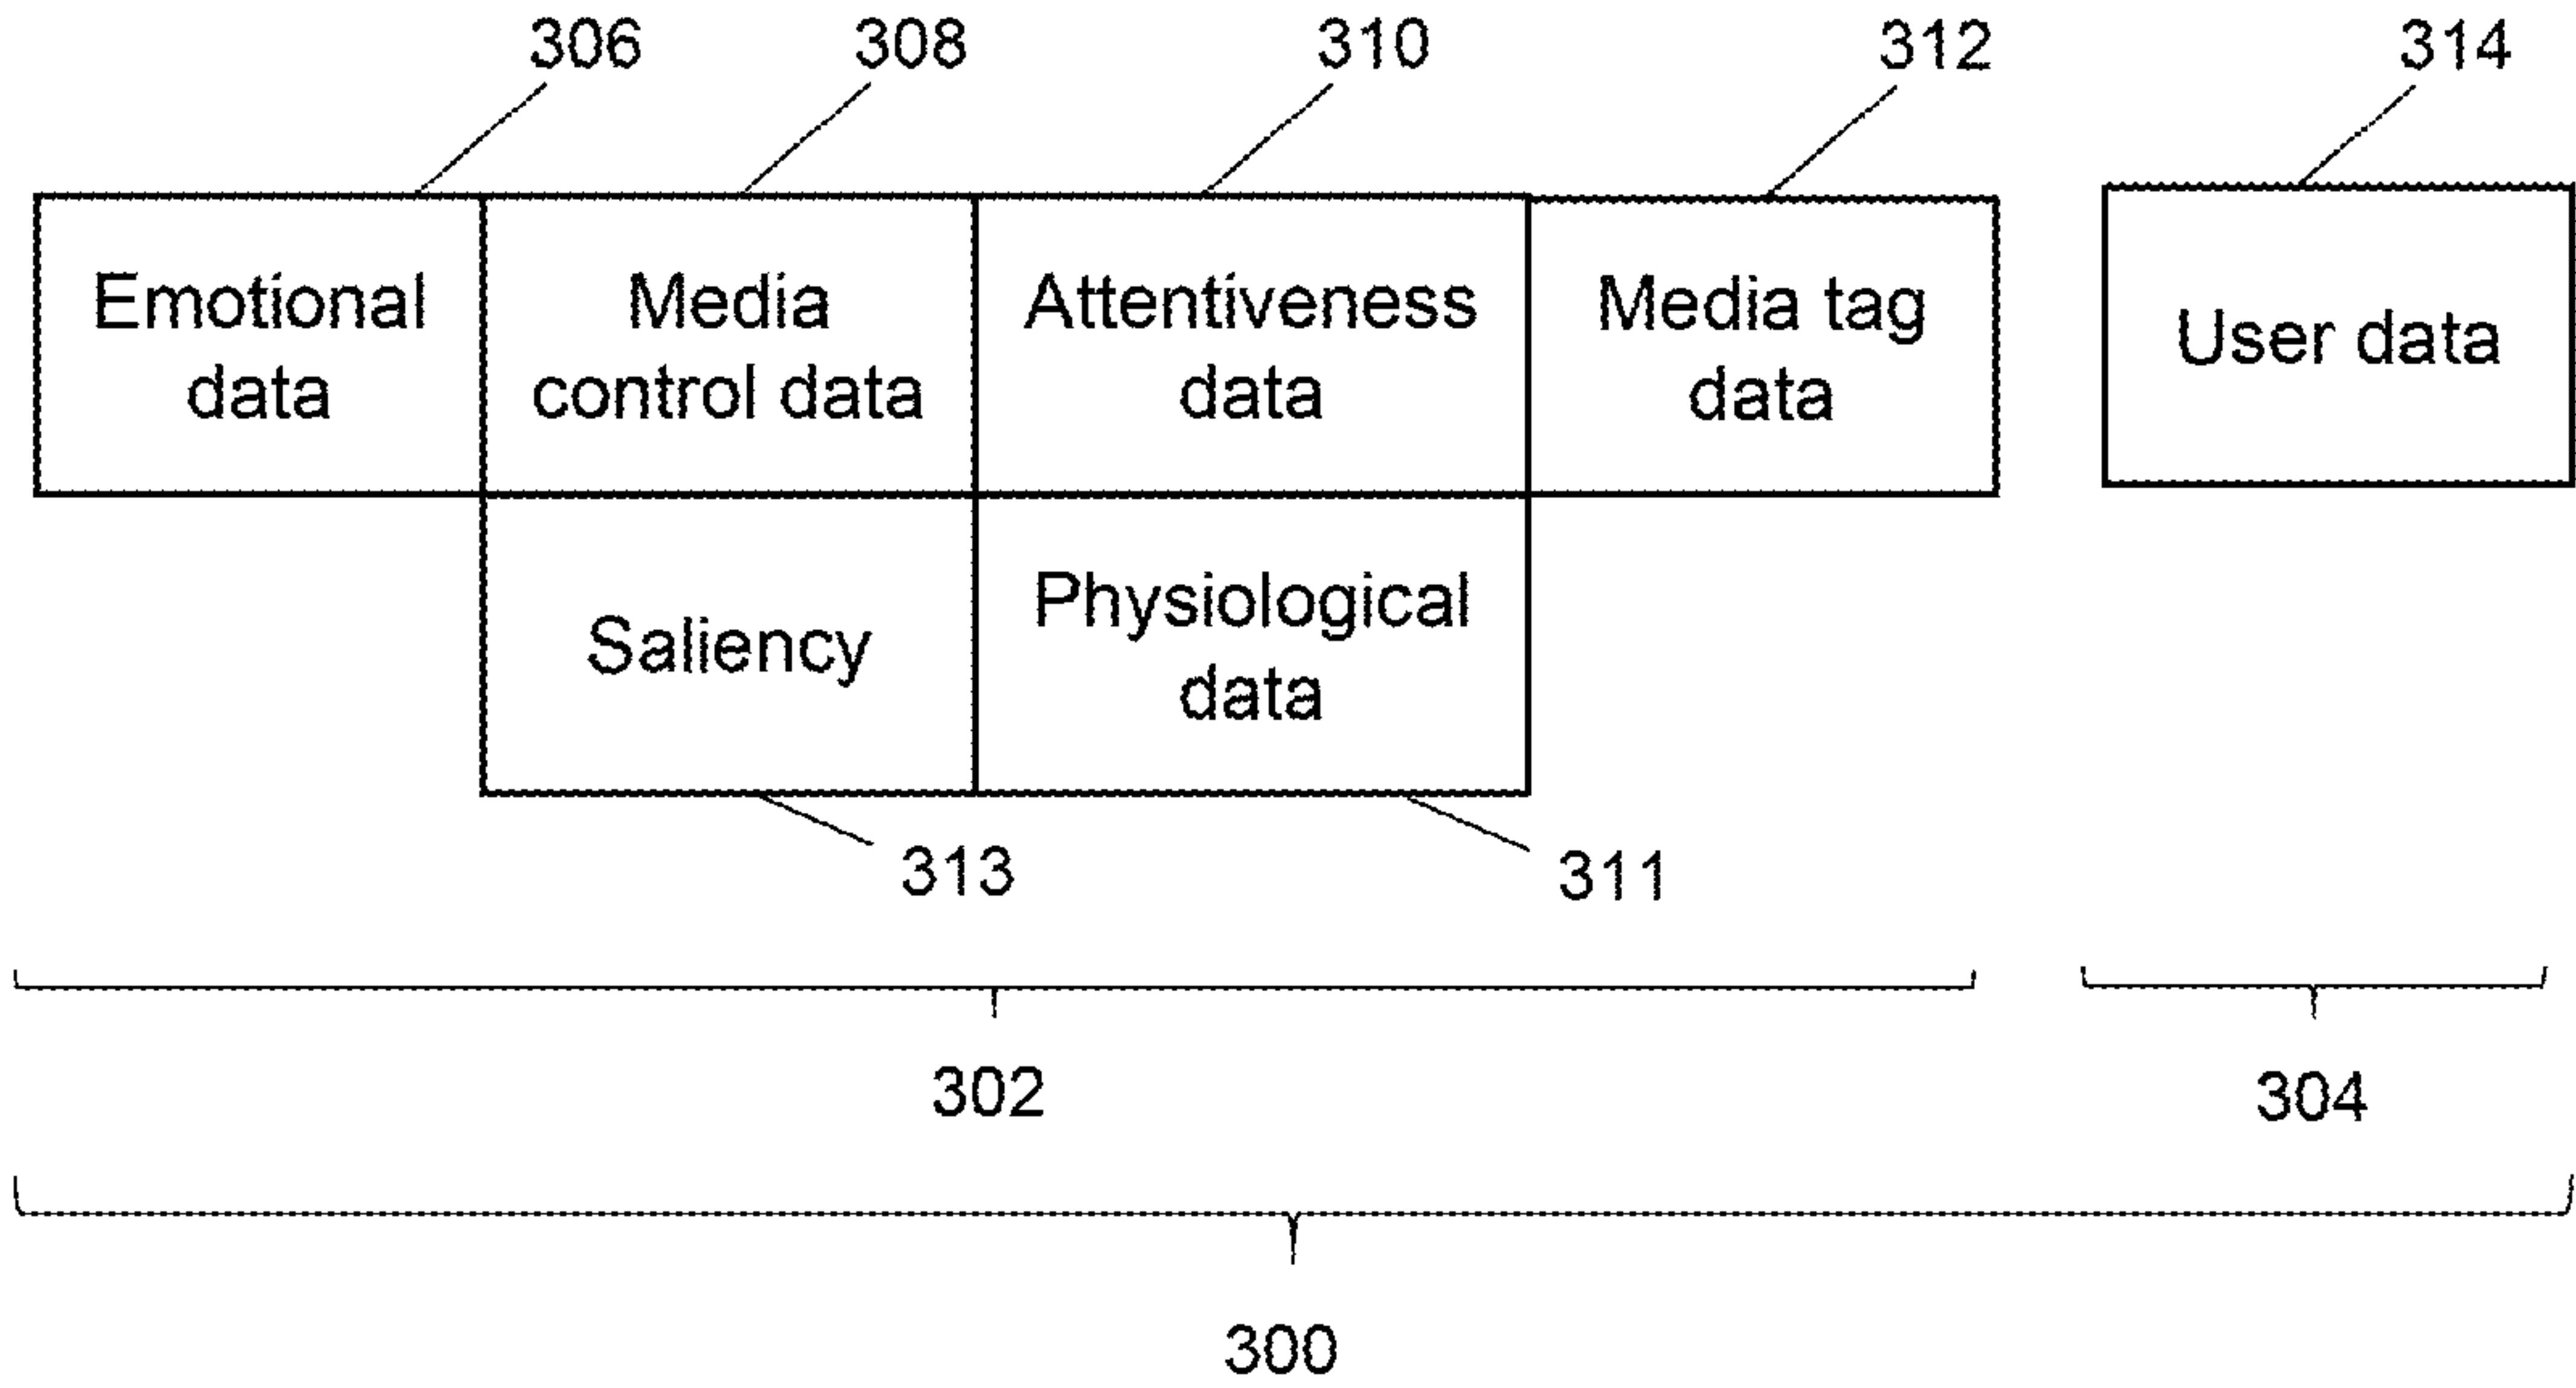 306
308
310
312
314
Emotional
data
Media
control data
Attentiveness
data
Media tag
data
User data
Saliency
Physiological
data
313
311
302
304
300